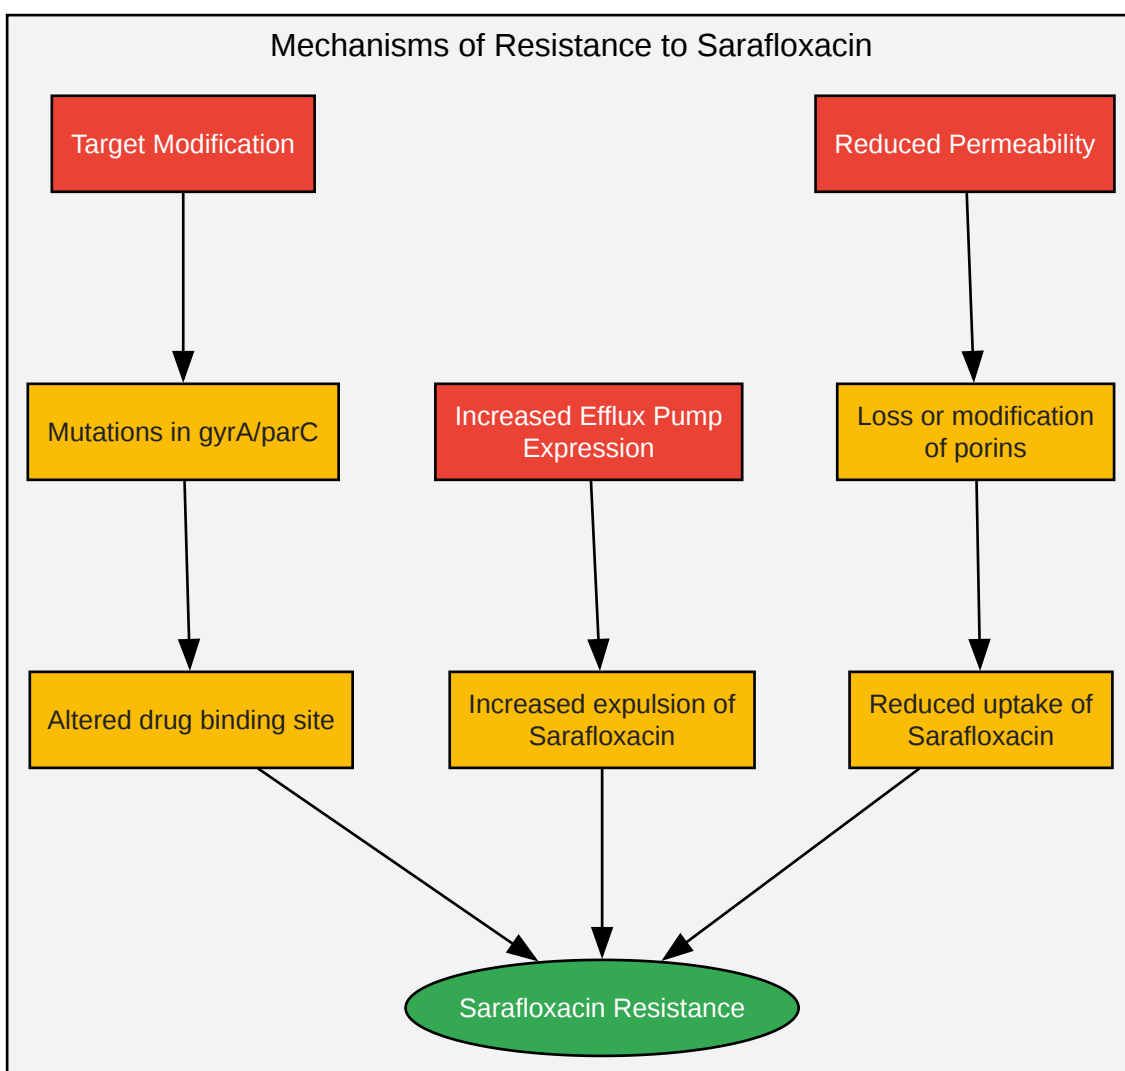 Mechanisms of Resistance to Sarafloxacin
Target Modification
Reduced Permeability
Mutations in gyrA/parC
Increased Efflux Pump
Expression
Loss or modification
of porins
Altered drug binding site
Increased expulsion of
Sarafloxacin
Reduced uptake of
Sarafloxacin
Sarafloxacin Resistance